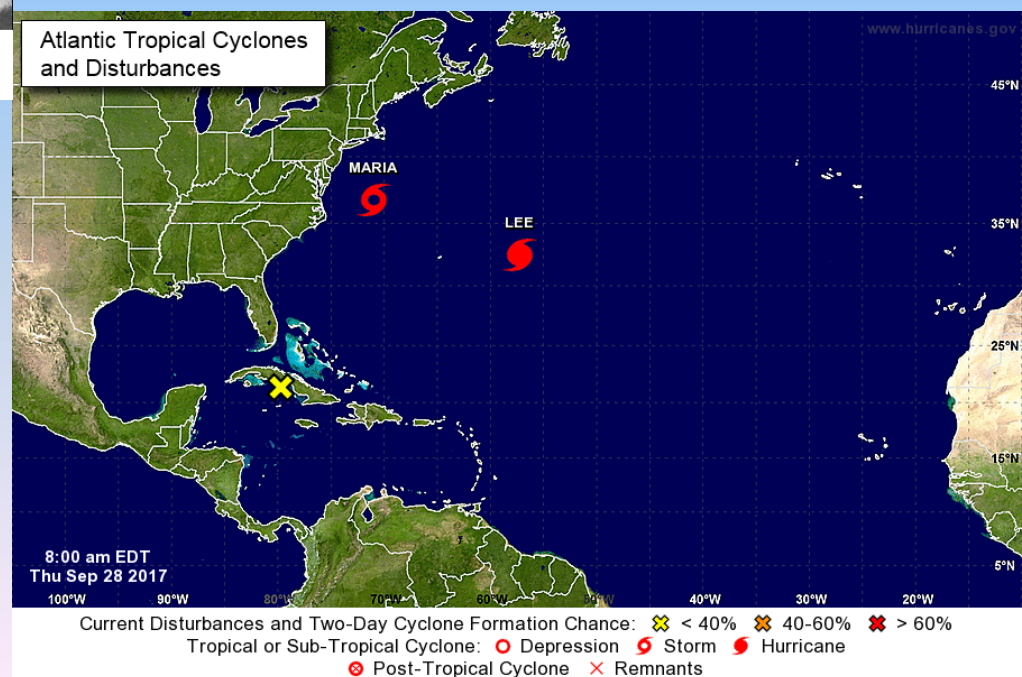 Atlantic Tropical Cyclones
and Disturbances
www.hurricanes.gov
45°N
MARIA
LEE
35°N
25°N
15°N
8:00 am EDT
Thu Sep 28 2017
5°N
100°W 90°W 80°W 70°W 60°W 50°W 40°W 30°W 20°W
Current Disturbances and Two-Day Cyclone Formation Chance: < 40% 40-60% > 60%
Tropical or Sub-Tropical Cyclone: Depression Storm Hurricane
Post-Tropical Cyclone Remnants